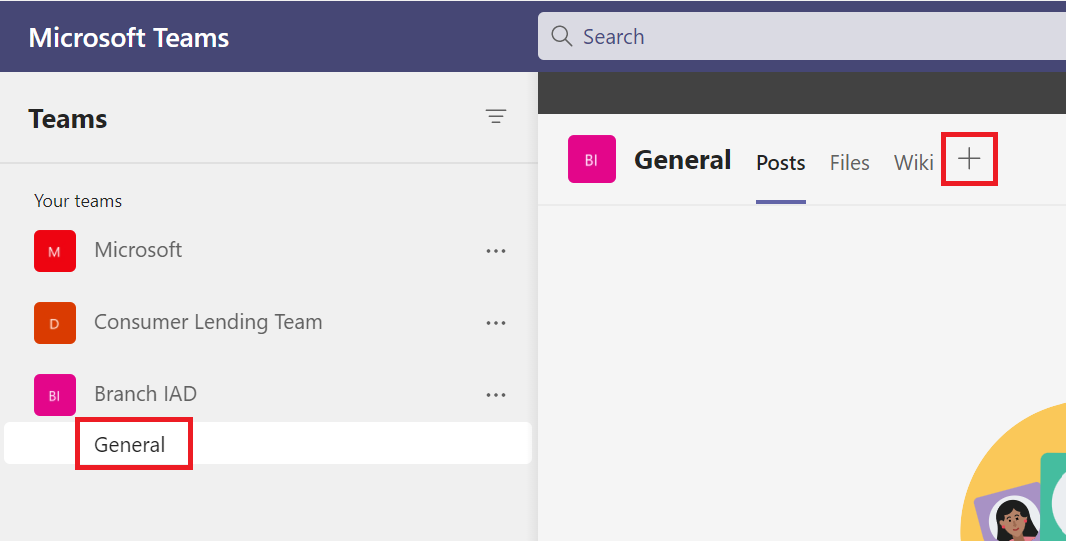 Microsoft Teams
Search
Teams
Your teams
M Microsoft
D Consumer Lending Team
BI Branch IAD
General
BI General Posts Files Wiki